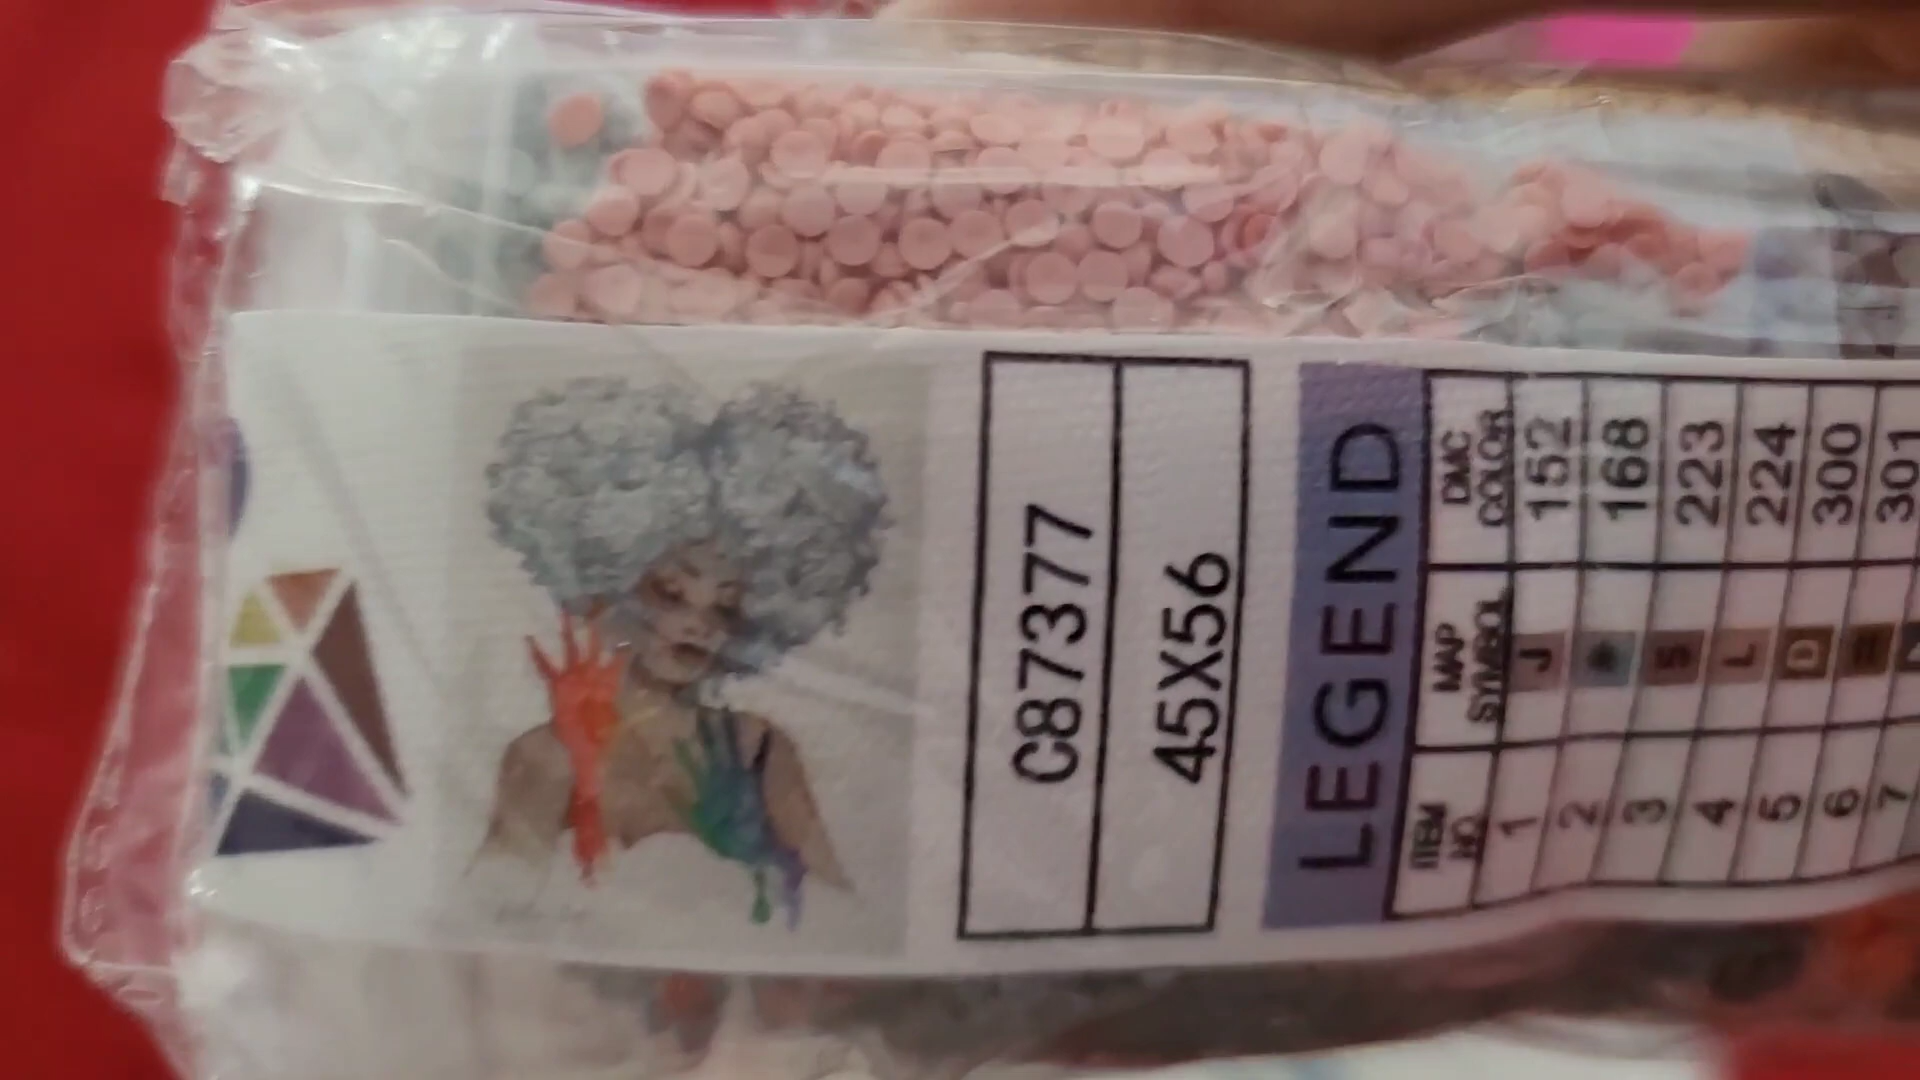 C87377
45X56
LEGEND
ITEM NO. MAP SYMBOL DMC COLOR
1 J 152
2 168
3 S 223
4 L 224
5 D 300
6 = 300
7 301